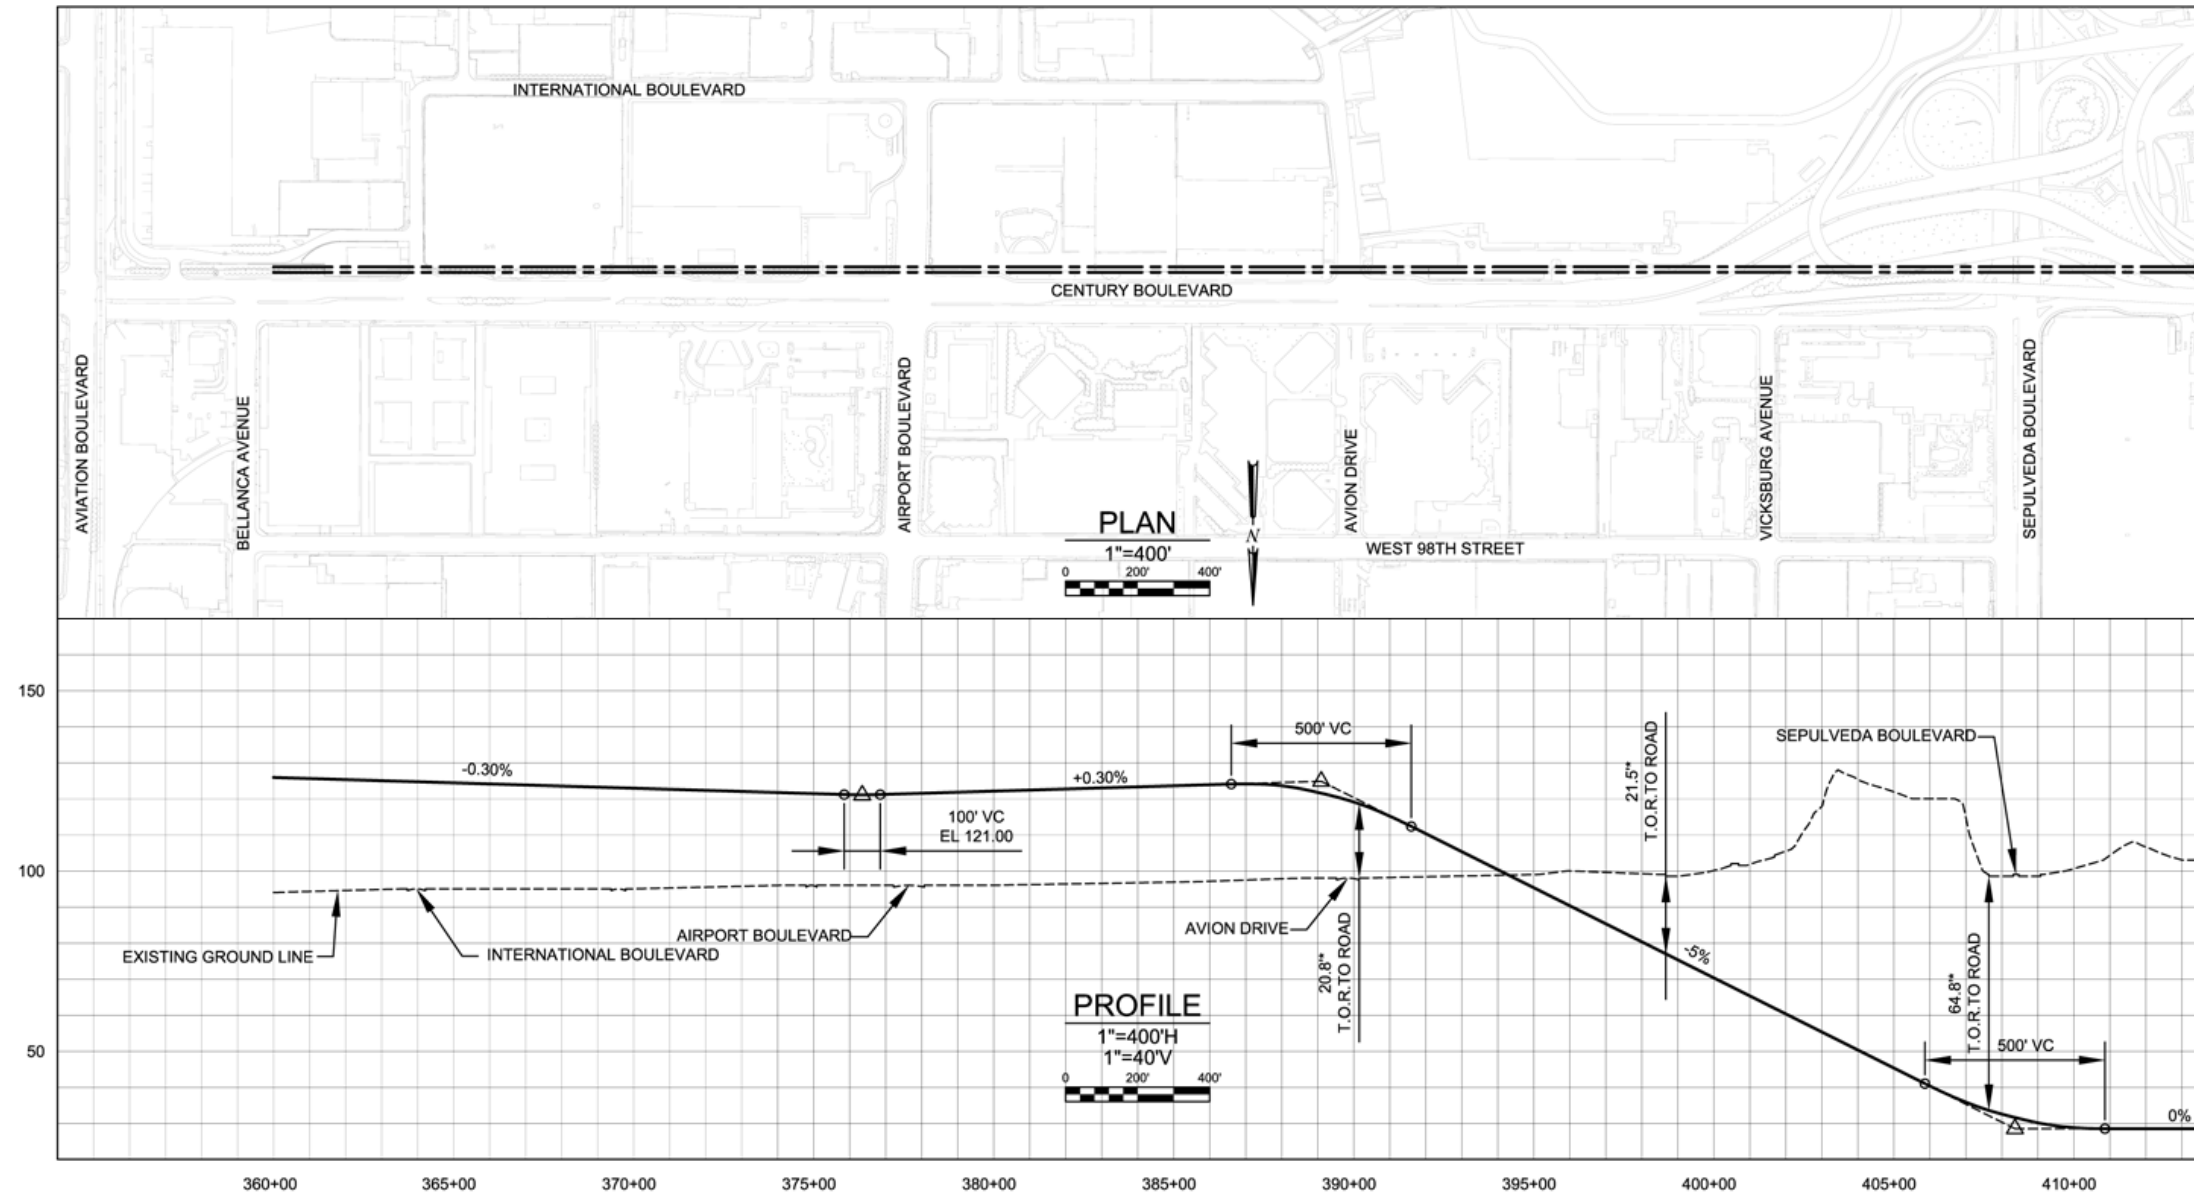 INTERNATIONAL BOULEVARD
CENTURY BOULEVARD
AVIATION BOULEVARD
BELLANCA AVENUE
AIRPORT BOULEVARD
AVION DRIVE
VICKSBURG AVENUE
SEPULVEDA BOULEVARD
PLAN
1"=400'
0 200' 400'
N
WEST 98TH STREET
150
100
50
-0.30%
100' VC
EL 121.00
+0.30%
500' VC
21.5'*
T.O.R.TO ROAD
SEPULVEDA BOULEVARD
EXISTING GROUND LINE
INTERNATIONAL BOULEVARD
AIRPORT BOULEVARD
AVION DRIVE
20.8'*
T.O.R.TO ROAD
-5%
64.8'*
T.O.R.TO ROAD
500' VC
0%
PROFILE
1"=400'H
1"=40'V
0 200' 400'
360+00 365+00 370+00 375+00 380+00 385+00 390+00 395+00 400+00 405+00 410+00